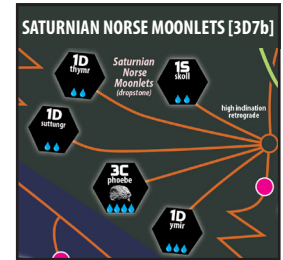 SATURNIAN NORSE MOONLETS [3D7b]
1D
thymr
Saturnian
Norse
Moonlets
(dropstone)
1S
skoll
high inclination
retrograde
1D
suttungr
3C
phoebe
1D
ymir